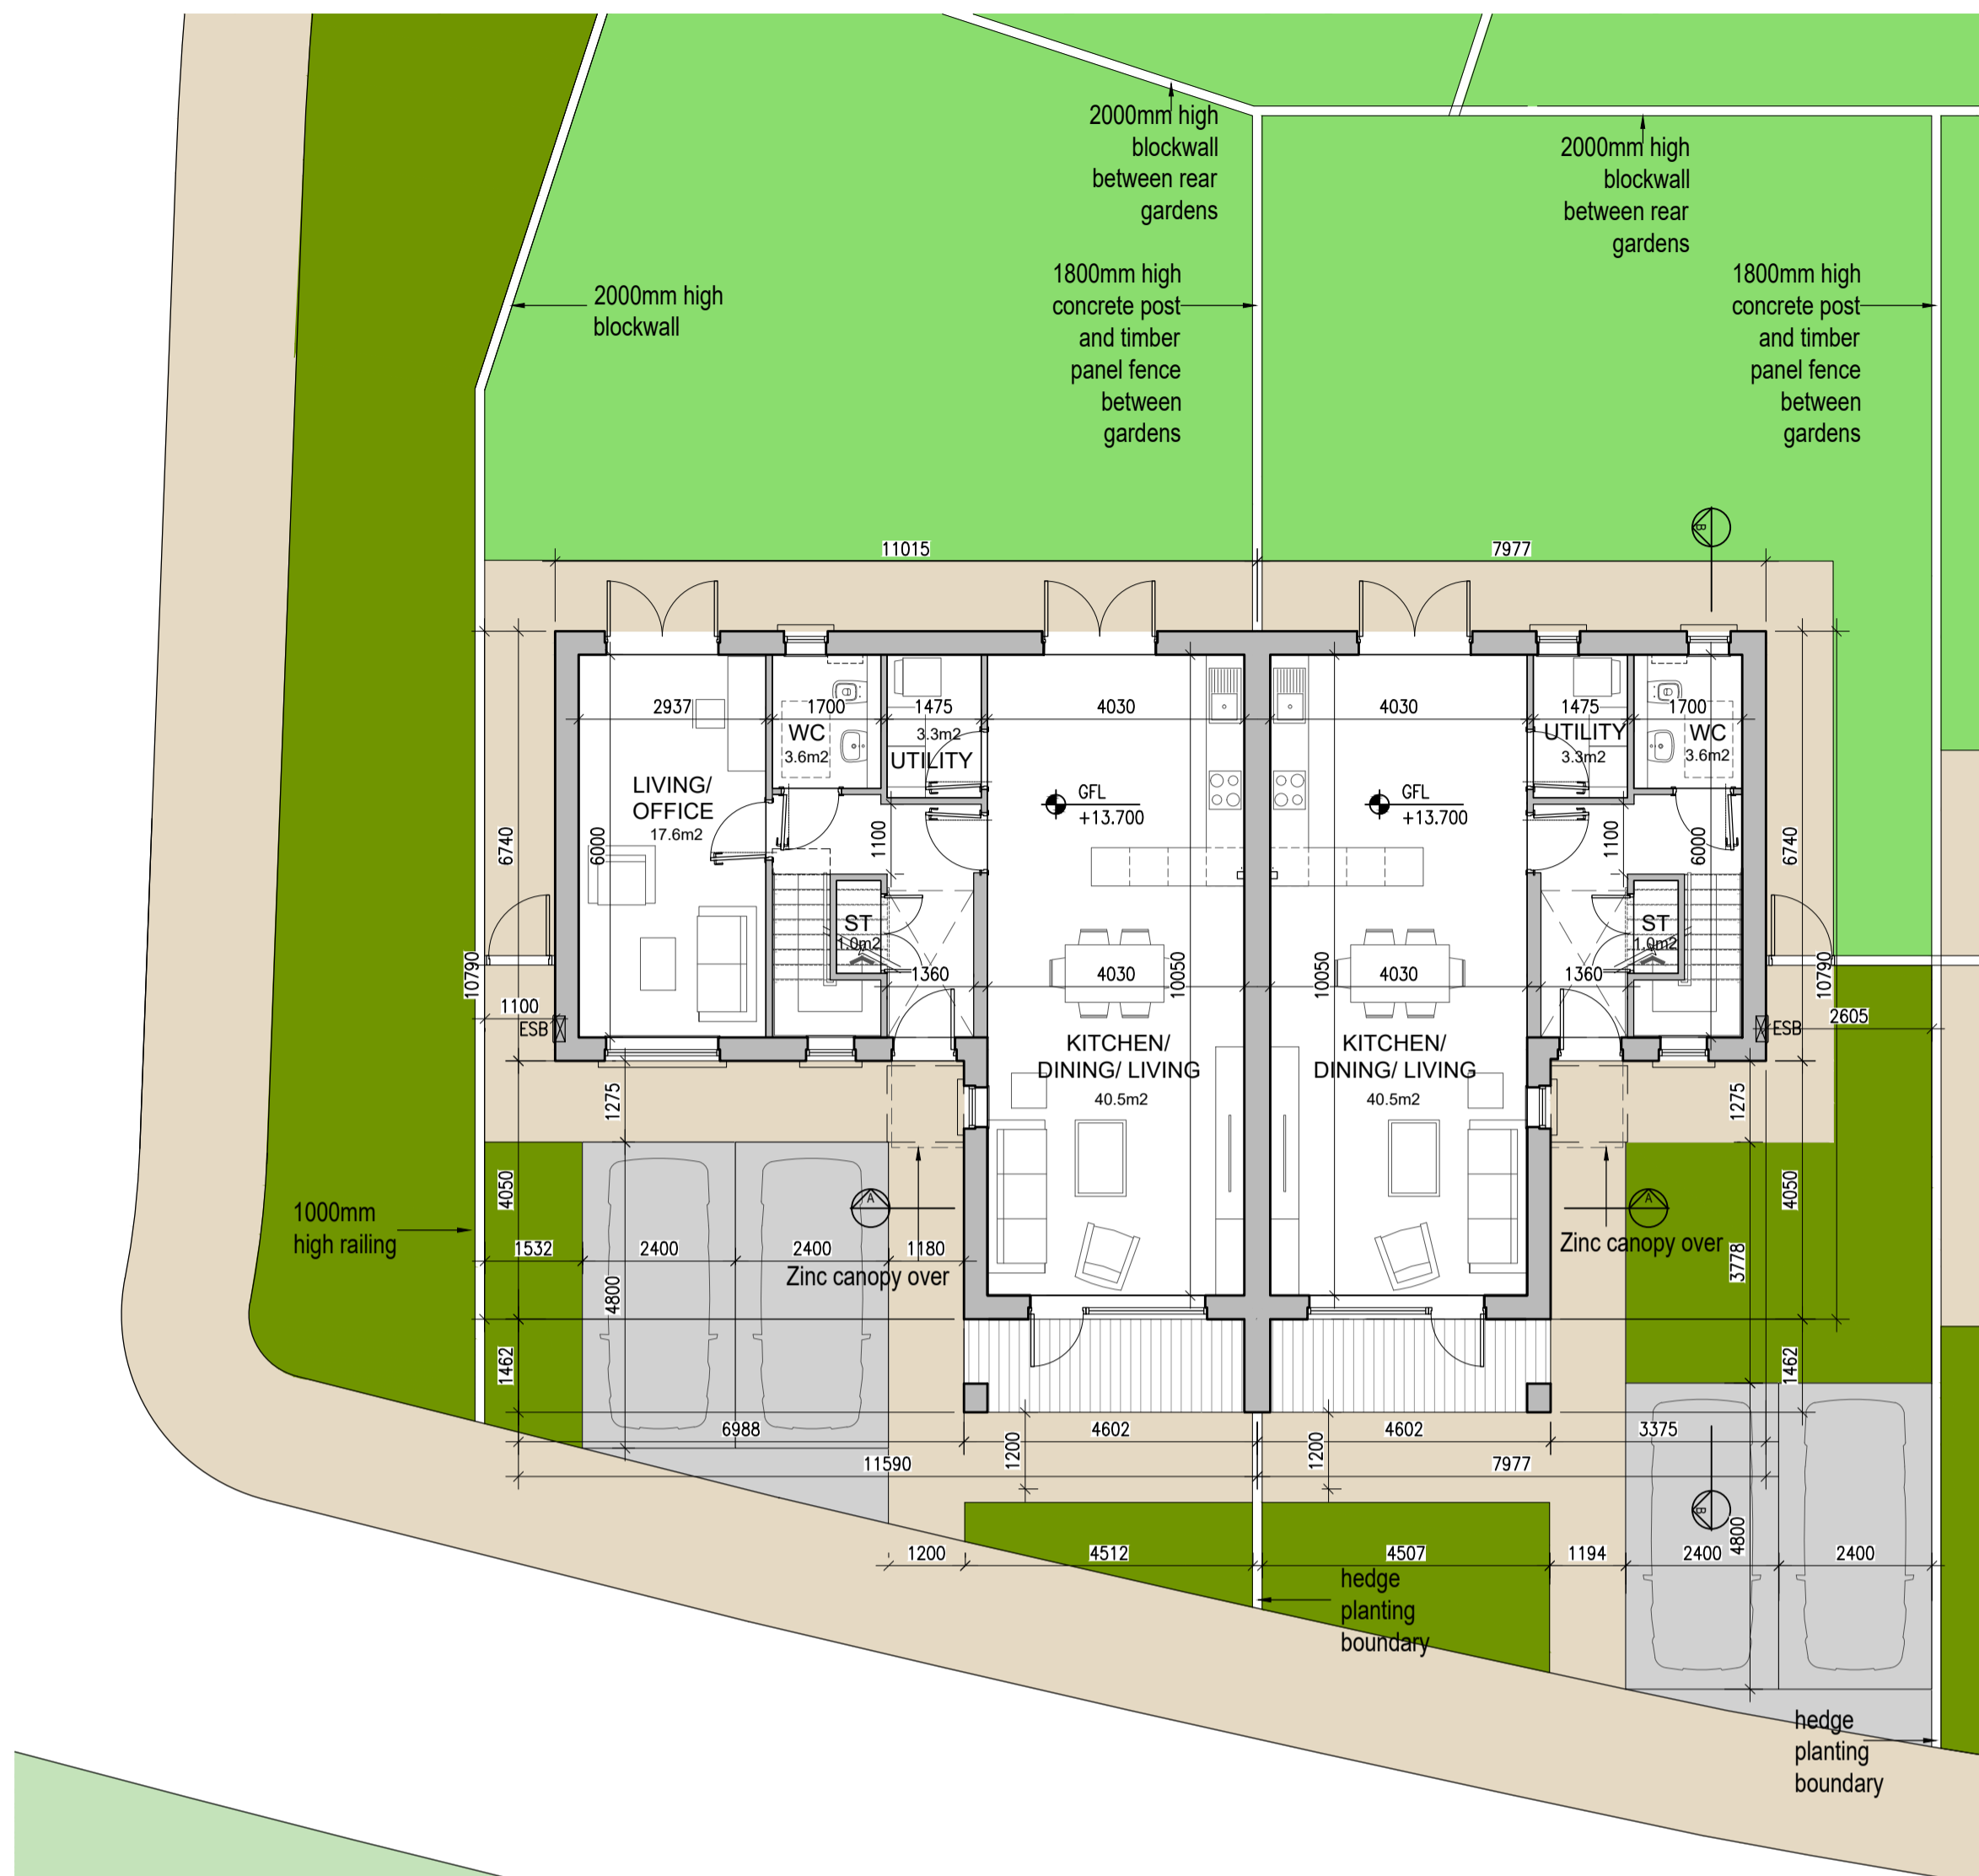 2000mm high
blockwall
between rear
gardens
2000mm high
blockwall
between rear
gardens
1800mm high
concrete post
and timber
panel fence
between
gardens
1800mm high
concrete post
and timber
panel fence
between
gardens
2000mm high
blockwall
B
11015
7977
2937
1700
1475
4030
4030
1475
1700
WC
3.6m2
3.3m2
UTILITY
UTILITY
3.3m2
WC
3.6m2
LIVING/
OFFICE
17.6m2
GFL
+13.700
GFL
+13.700
6740
6000
1100
1100
6000
6740
ST
1.0m2
ST
1.0m2
10790
1360
4030
10050
10050
4030
1360
10790
1100
ESB
ESB
2605
KITCHEN/
DINING/ LIVING
40.5m2
KITCHEN/
DINING/ LIVING
40.5m2
1275
1275
4050
A
A
4050
1000mm
high railing
1532
2400
2400
1180
Zinc canopy over
Zinc canopy over
3778
4800
1462
1462
6988
4602
4602
3375
1200
1200
11590
7977
B
4800
1200
4512
4507
1194
2400
2400
hedge
planting
boundary
hedge
planting
boundary